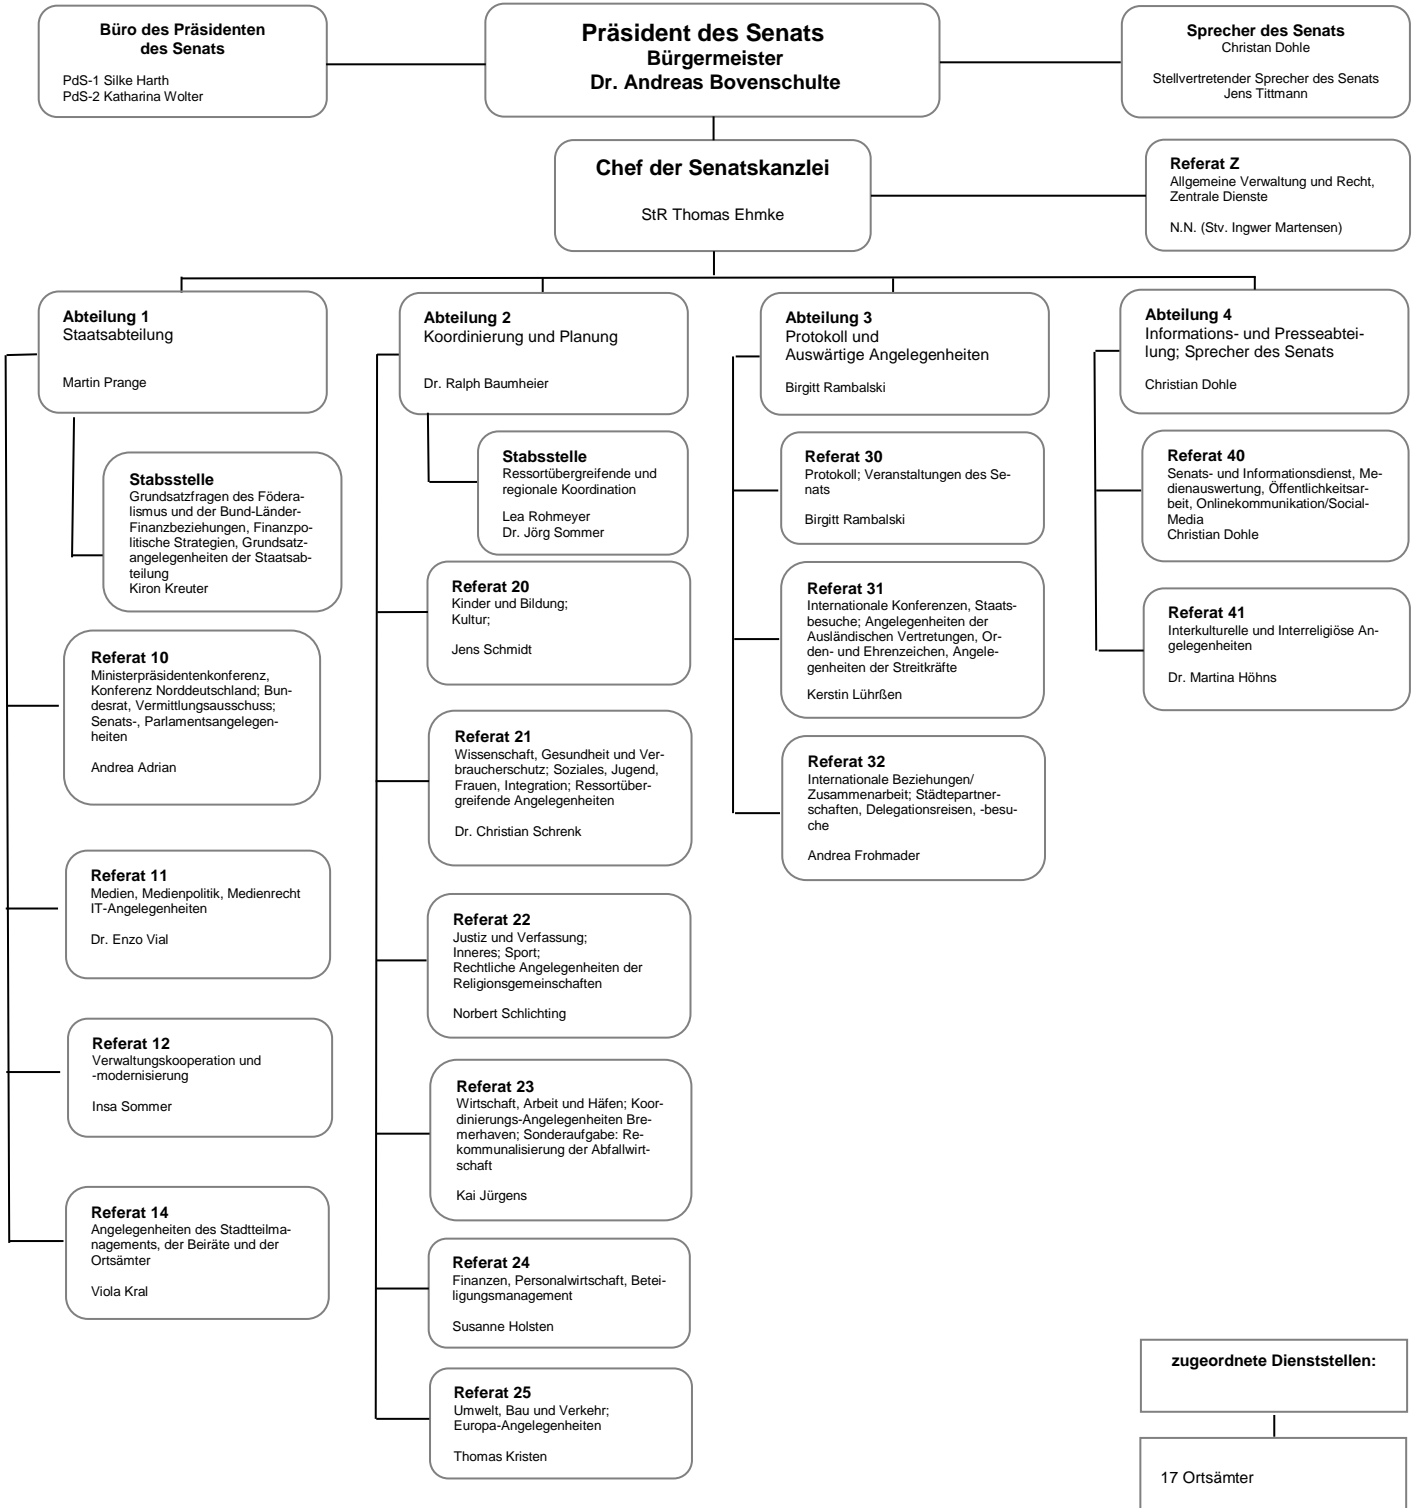 Büro des Präsidenten
des Senats
PdS-1 Silke Harth
PdS-2 Katharina Wolter
Präsident des Senats
Bürgermeister
Dr. Andreas Bovenschulte
Sprecher des Senats
Christan Dohle
Stellvertretender Sprecher des Senats
Jens Tittmann
Chef der Senatskanzlei
StR Thomas Ehmke
Referat Z
Allgemeine Verwaltung und Recht,
Zentrale Dienste
N.N. (Stv. Ingwer Martensen)
Abteilung 1
Staatsabteilung
Martin Prange
Stabsstelle
Grundsatzfragen des Födera-
lismus und der Bund-Länder-
Finanzbeziehungen, Finanzpo-
litische Strategien, Grundsatz-
angelegenheiten der Staatsab-
teilung
Kiron Kreuter
Referat 10
Ministerpräsidentenkonferenz,
Konferenz Norddeutschland; Bun-
desrat, Vermittlungsausschuss;
Senats-, Parlamentsangelegen-
heiten
Andrea Adrian
Referat 11
Medien, Medienpolitik, Medienrecht
IT-Angelegenheiten
Dr. Enzo Vial
Referat 12
Verwaltungskooperation und
-modernisierung
Insa Sommer
Referat 14
Angelegenheiten des Stadtteilma-
nagements, der Beiräte und der
Ortsämter
Viola Kral
Abteilung 2
Koordinierung und Planung
Dr. Ralph Baumheier
Stabsstelle
Ressortübergreifende und
regionale Koordination
Lea Rohmeyer
Dr. Jörg Sommer
Referat 20
Kinder und Bildung;
Kultur;
Jens Schmidt
Referat 21
Wissenschaft, Gesundheit und Ver-
braucherschutz; Soziales, Jugend,
Frauen, Integration; Ressortüber-
greifende Angelegenheiten
Dr. Christian Schrenk
Referat 22
Justiz und Verfassung;
Inneres; Sport;
Rechtliche Angelegenheiten der
Religionsgemeinschaften
Norbert Schlichting
Referat 23
Wirtschaft, Arbeit und Häfen; Koor-
dinierungs-Angelegenheiten Bre-
merhaven; Sonderaufgabe: Re-
kommunalisierung der Abfallwirt-
schaft
Kai Jürgens
Referat 24
Finanzen, Personalwirtschaft, Betei-
ligungsmanagement
Susanne Holsten
Referat 25
Umwelt, Bau und Verkehr;
Europa-Angelegenheiten
Thomas Kristen
Abteilung 3
Protokoll und
Auswärtige Angelegenheiten
Birgitt Rambalski
Referat 30
Protokoll; Veranstaltungen des Se-
nats
Birgitt Rambalski
Referat 31
Internationale Konferenzen, Staats-
besuche; Angelegenheiten der
Ausländischen Vertretungen, Or-
den- und Ehrenzeichen, Angele-
genheiten der Streitkräfte
Kerstin Lührßen
Referat 32
Internationale Beziehungen/
Zusammenarbeit; Städtepartner-
schaften, Delegationsreisen, -besu-
che
Andrea Frohmader
Abteilung 4
Informations- und Presseabtei-
lung; Sprecher des Senats
Christian Dohle
Referat 40
Senats- und Informationsdienst, Me-
dienauswertung, Öffentlichkeitsar-
beit, Onlinekommunikation/Social-
Media
Christian Dohle
Referat 41
Interkulturelle und Interreligiöse An-
gelegenheiten
Dr. Martina Höhns
zugeordnete Dienststellen:
17 Ortsämter